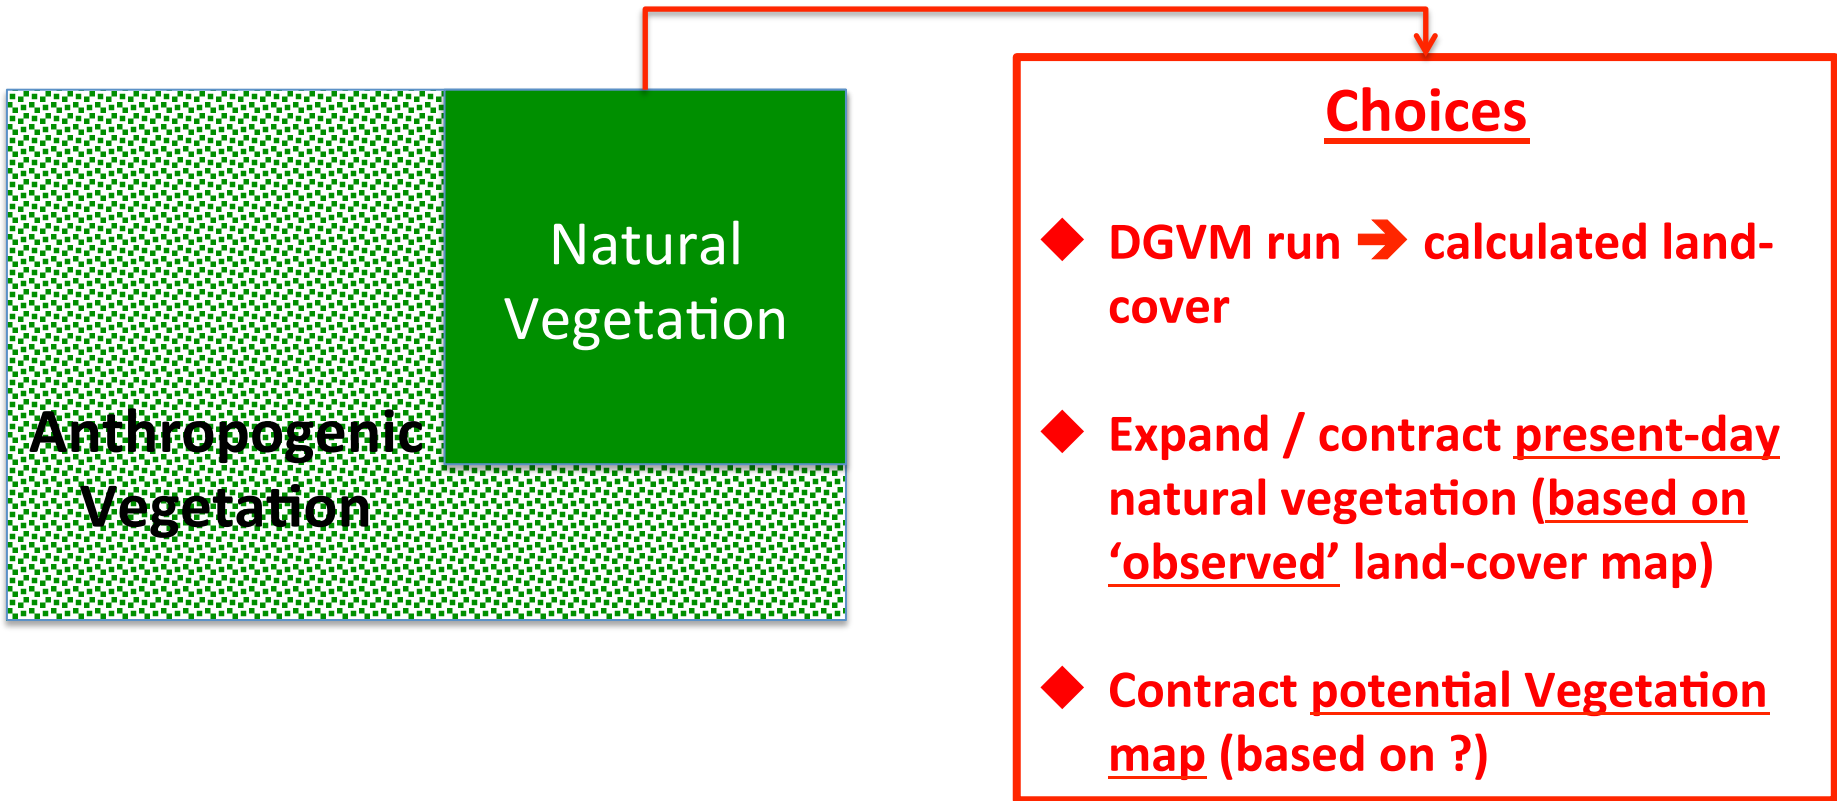 Natural
Vegetation
Anthropogenic
Vegetation
Choices
DGVM run ➔ calculated land-
cover
Expand / contract present-day
natural vegetation (based on
‘observed’ land-cover map)
Contract potential Vegetation
map (based on ?)